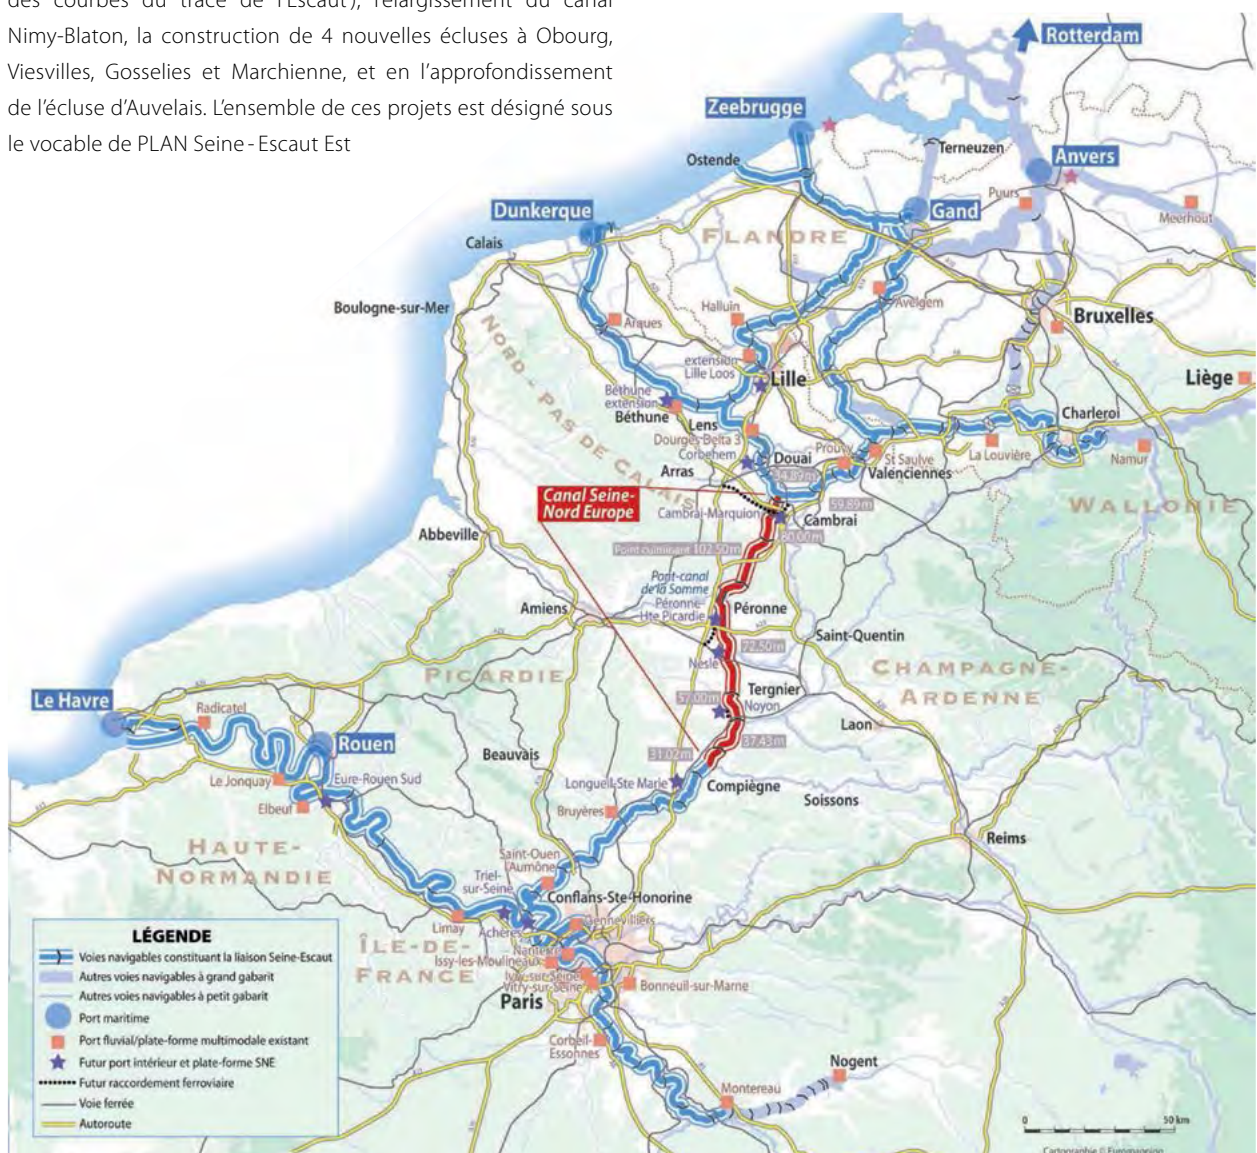 des courbes du tracé de l'Escaut), l'élargissement du canal
Nimy-Blaton, la construction de 4 nouvelles écluses à Obourg,
Viesvilles, Gosselies et Marchienne, et en l'approfondissement
de l'écluse d'Auvelais. L'ensemble de ces projets est désigné sous
le vocable de PLAN Seine - Escaut Est
Rotterdam
Zeebrugge
Terneuzen
Anvers
Ostende
Puurs
Meerhout
Dunkerque
Gand
FLANDRE
Calais
Boulogne-sur-Mer
Arques
Halluin
Avelgem
Bruxelles
NORD - PAS DE CALAIS
extension
Lille Loos
Lille
Liège
Béthune
extension
Béthune
Lens
Charleroi
Dourges Delta 3
Corbehem
Douai
Prouvy
St Saulve
Valenciennes
La Louvière
Namur
Arras
Canal Seine-
Nord Europe
59.89m
WALLONIE
Cambrai-Marquion
Cambrai
80.00m
Abbeville
Point culminant 102.50m
Pont-canal
de la Somme
Péronne-
Hte Picardie
Péronne
Amiens
Saint-Quentin
72.50m
Nesle
PICARDIE
CHAMPAGNE-
ARDENNE
Le Havre
Radicatel
57.00m
Tergnier
Noyon
Laon
Rouen
37.43m
31.02m
Beauvais
Le Jonquay
Eure-Rouen Sud
Longueil-Ste Marie
Compiègne
Soissons
Elbeuf
Bruyères
Reims
HAUTE-
NORMANDIE
Saint-Ouen
l'Aumône
Triel-
sur-Seine
Conflans-Ste-Honorine
Limay
Achères
Gennevilliers
ÎLE-DE-
FRANCE
Nanterre
Issy-les-Moulineaux
Ivry-sur-Seine
Vitry-sur-Seine
Bonneuil-sur-Marne
Paris
Corbeil-
Essonnes
Nogent
Montereau
LÉGENDE
Voies navigables constituant la liaison Seine-Escaut
Autres voies navigables à grand gabarit
Autres voies navigables à petit gabarit
Port maritime
Port fluvial/plate-forme multimodale existant
Futur port intérieur et plate-forme SNE
Futur raccordement ferroviaire
Voie ferrée
Autoroute
0 50 km
Cartographie ©